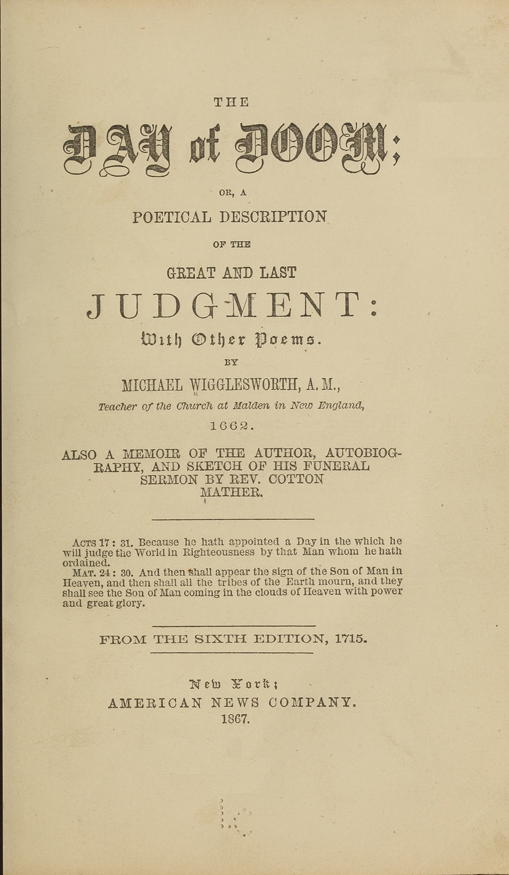 THE
DAY of DOOM;
OR, A
POETICAL DESCRIPTION
OF THE
GREAT AND LAST
JUDGMENT:
With Other Poems.
BY
MICHAEL WIGGLESWORTH, A.M.,
Teacher of the Church at Malden in New England,
1662.
ALSO A MEMOIR OF THE AUTHOR, AUTOBIOG-
RAPHY, AND SKETCH OF HIS FUNERAL
SERMON BY REV. COTTON
MATHER.
ACTS 17: 31. Because he hath appointed a Day in the which he
will judge the World in Righteousness by that Man whom he hath
ordained.
MAT. 24: 30. And then shall appear the sign of the Son of Man in
Heaven, and then shall all the tribes of the Earth mourn, and they
shall see the Son of Man coming in the clouds of Heaven with power
and great glory.
FROM THE SIXTH EDITION, 1715.
New York;
AMERICAN NEWS COMPANY.
1867.